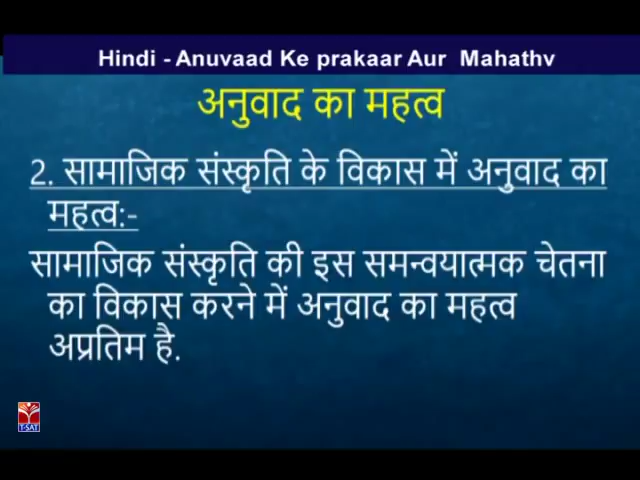 Hindi - Anuvaad Ke prakaar Aur Mahathv
अनुवाद का महत्व
2. सामाजिक संस्कृति के विकास में अनुवाद का
महत्व:-
सामाजिक संस्कृति की इस समन्वयात्मक चेतना
का विकास करने में अनुवाद का महत्व
अप्रतिम है.
T-SAT